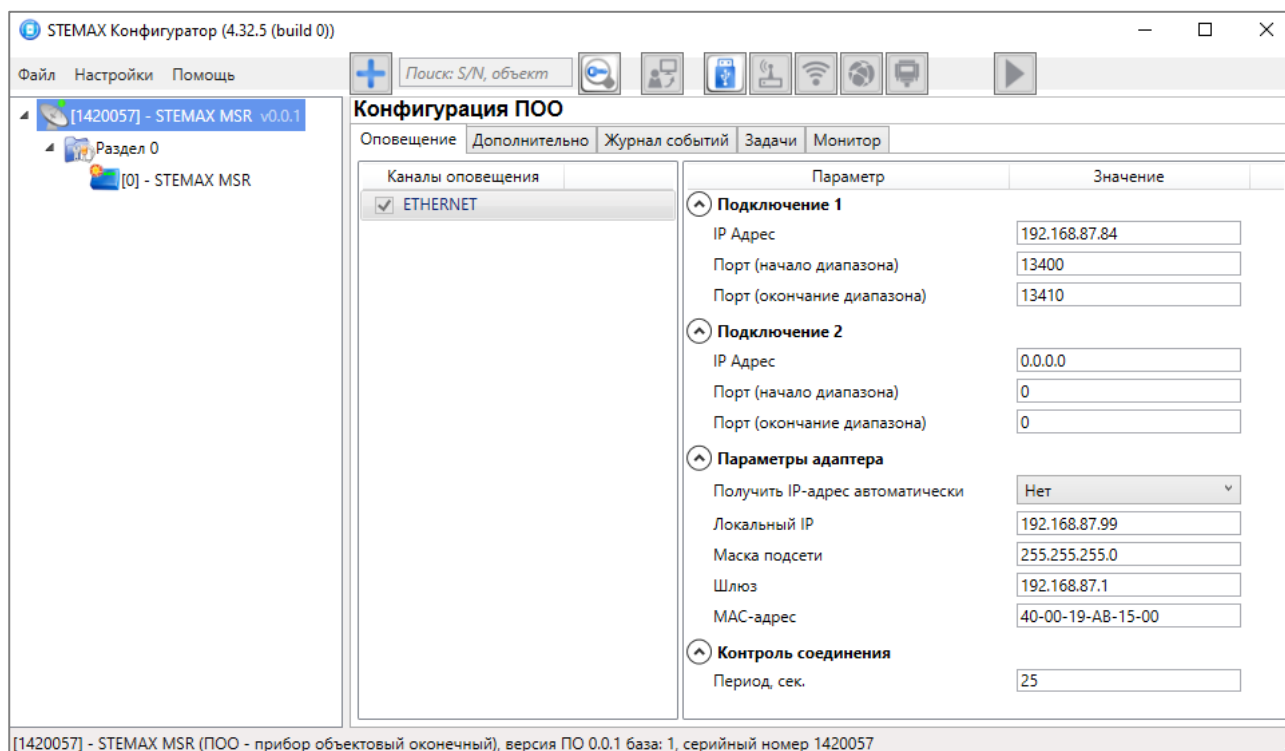 STEMAX Конфигуратор (4.32.5 (build 0))
Файл Настройки Помощь
Поиск: S/N, объект
[1420057] - STEMAX MSR v0.0.1
Раздел 0
[0] - STEMAX MSR
Конфигурация ПОО
Оповещение Дополнительно Журнал событий Задачи Монитор
Каналы оповещения
ETHERNET
Параметр Значение
Подключение 1
IP Адрес 192.168.87.84
Порт (начало диапазона) 13400
Порт (окончание диапазона) 13410
Подключение 2
IP Адрес 0.0.0.0
Порт (начало диапазона) 0
Порт (окончание диапазона) 0
Параметры адаптера
Получить IP-адрес автоматически Нет
Локальный IP 192.168.87.99
Маска подсети 255.255.255.0
Шлюз 192.168.87.1
MAC-адрес 40-00-19-AB-15-00
Контроль соединения
Период, сек. 25
[1420057] - STEMAX MSR (ПОО - прибор объектовый оконечный), версия ПО 0.0.1 база: 1, серийный номер 1420057